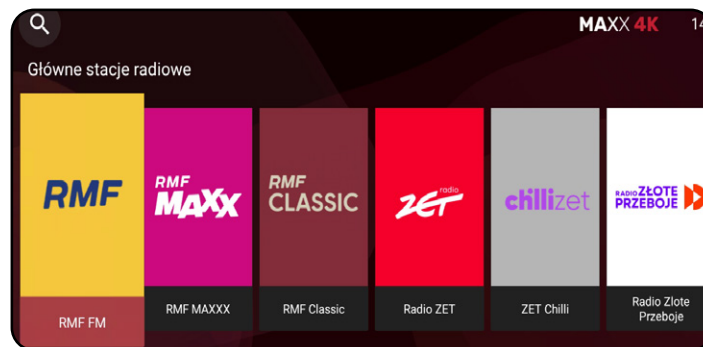 MAXX 4K 14
Główne stacje radiowe
RMF
RMF
MAXX
RMF
CLASSIC
radio
ZET
chillizet
RADIO ZŁOTE
PRZEBOJE
RMF FM
RMF MAXXX
RMF Classic
Radio ZET
ZET Chilli
Radio Zlote
Przeboje